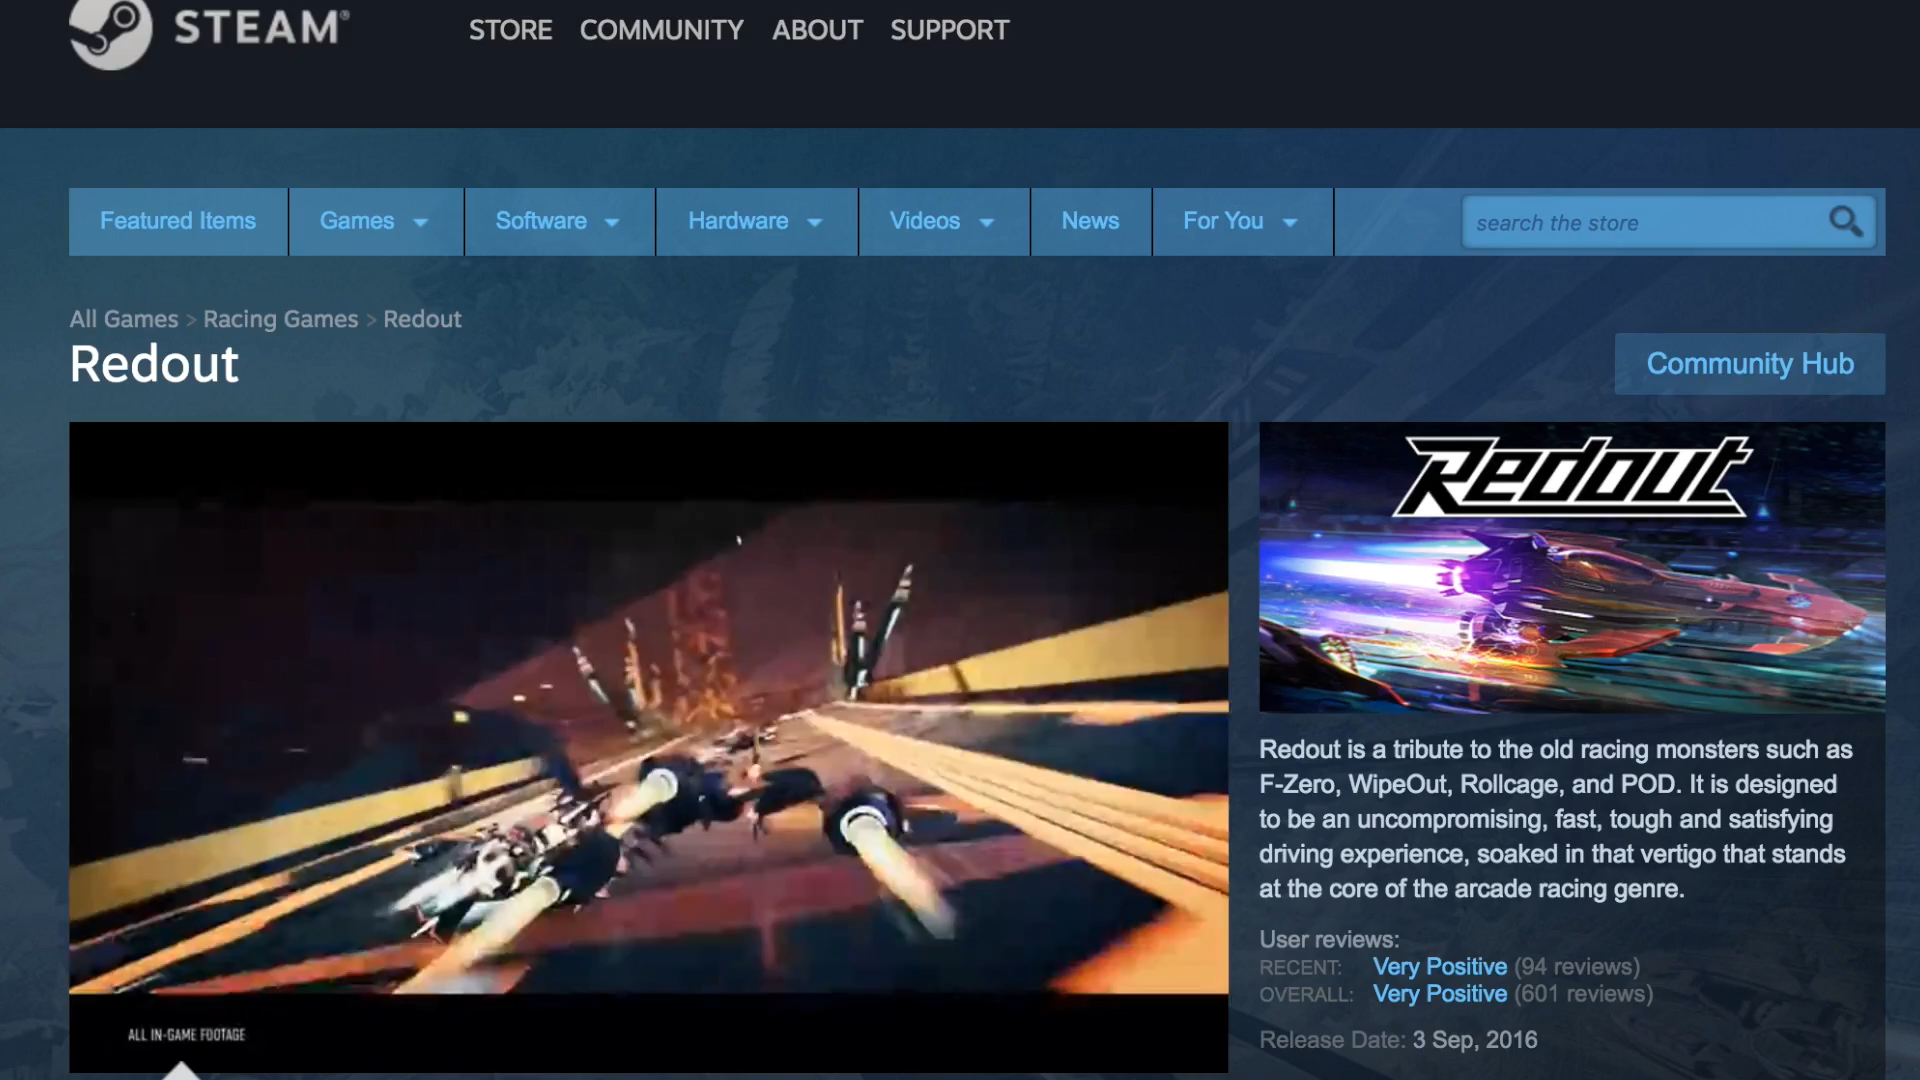 STEAM®
STORE COMMUNITY ABOUT SUPPORT
Featured Items Games Software Hardware Videos News For You search the store
All Games > Racing Games > Redout
Redout
Community Hub
Redout
Redout is a tribute to the old racing monsters such as
F-Zero, WipeOut, Rollcage, and POD. It is designed
to be an uncompromising, fast, tough and satisfying
driving experience, soaked in that vertigo that stands
at the core of the arcade racing genre.
User reviews:
RECENT: Very Positive (94 reviews)
OVERALL: Very Positive (601 reviews)
Release Date: 3 Sep, 2016
ALL IN-GAME FOOTAGE